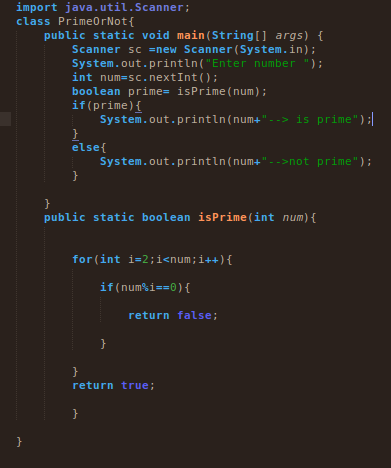 import java.util.Scanner;
class PrimeOrNot{
    public static void main(String[] args) {
        Scanner sc =new Scanner(System.in);
        System.out.println("Enter number ");
        int num=sc.nextInt();
        boolean prime= isPrime(num);
        if(prime){
            System.out.println(num+"--> is prime");
        }
        else{
            System.out.println(num+"-->not prime");
        }
    }
    public static boolean isPrime(int num){
        for(int i=2;i<num;i++){
            if(num%i==0){
                return false;
            }
        }
        return true;
        }
}